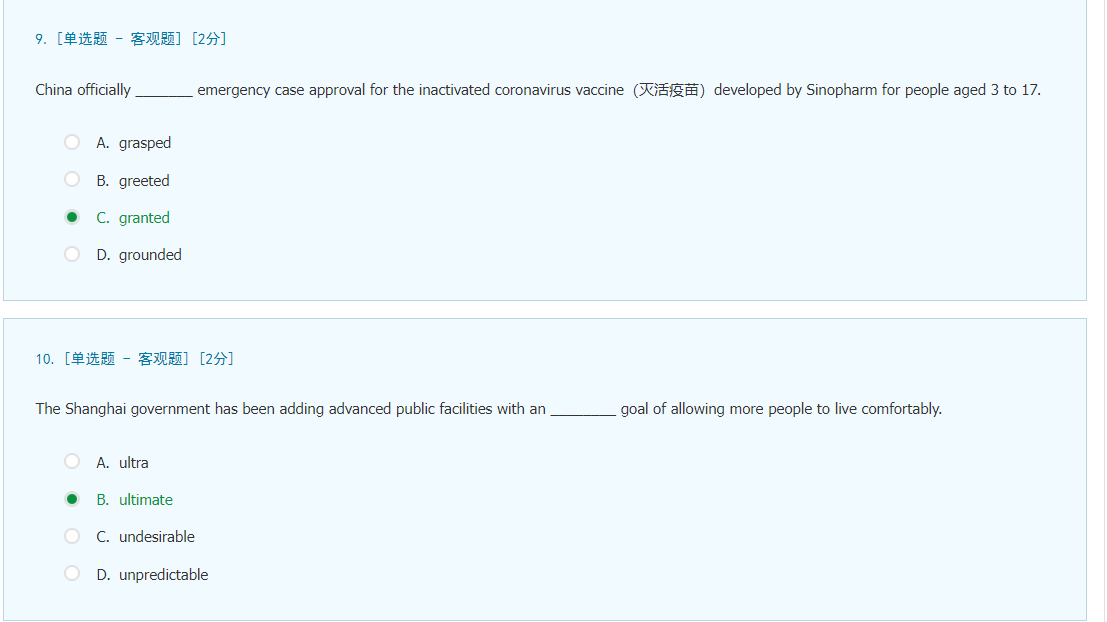 9. [单选题 - 客观题] [2分]
China officially _______ emergency case approval for the inactivated coronavirus vaccine（灭活疫苗）developed by Sinopharm for people aged 3 to 17.
A. grasped
B. greeted
C. granted
D. grounded
10. [单选题 - 客观题] [2分]
The Shanghai government has been adding advanced public facilities with an ________ goal of allowing more people to live comfortably.
A. ultra
B. ultimate
C. undesirable
D. unpredictable